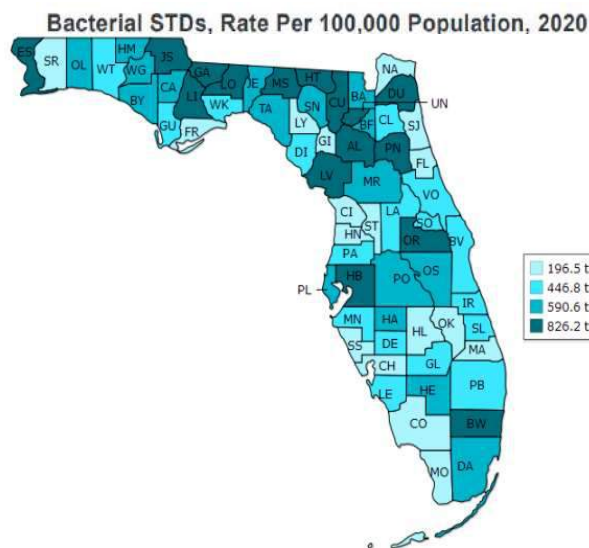 Bacterial STDs, Rate Per 100,000 Population, 2020
ES
SR
OL
WT
HM
WG
BY
JS
CA
GU
LI
GA
FR
LO
WK
JE
TA
MS
HT
SN
LY
DI
CU
GI
BA
BF
UN
NA
DU
CL
SJ
AL
PN
FL
LV
MR
VO
CI
ST
LA
SO
HN
OR
BV
PA
HB
PL
PO
OS
IR
MN
HA
HL
OK
SL
SS
DE
MA
CH
GL
LE
HE
PB
CO
BW
MO
DA
196.5 t
446.8 t
590.6 t
826.2 t